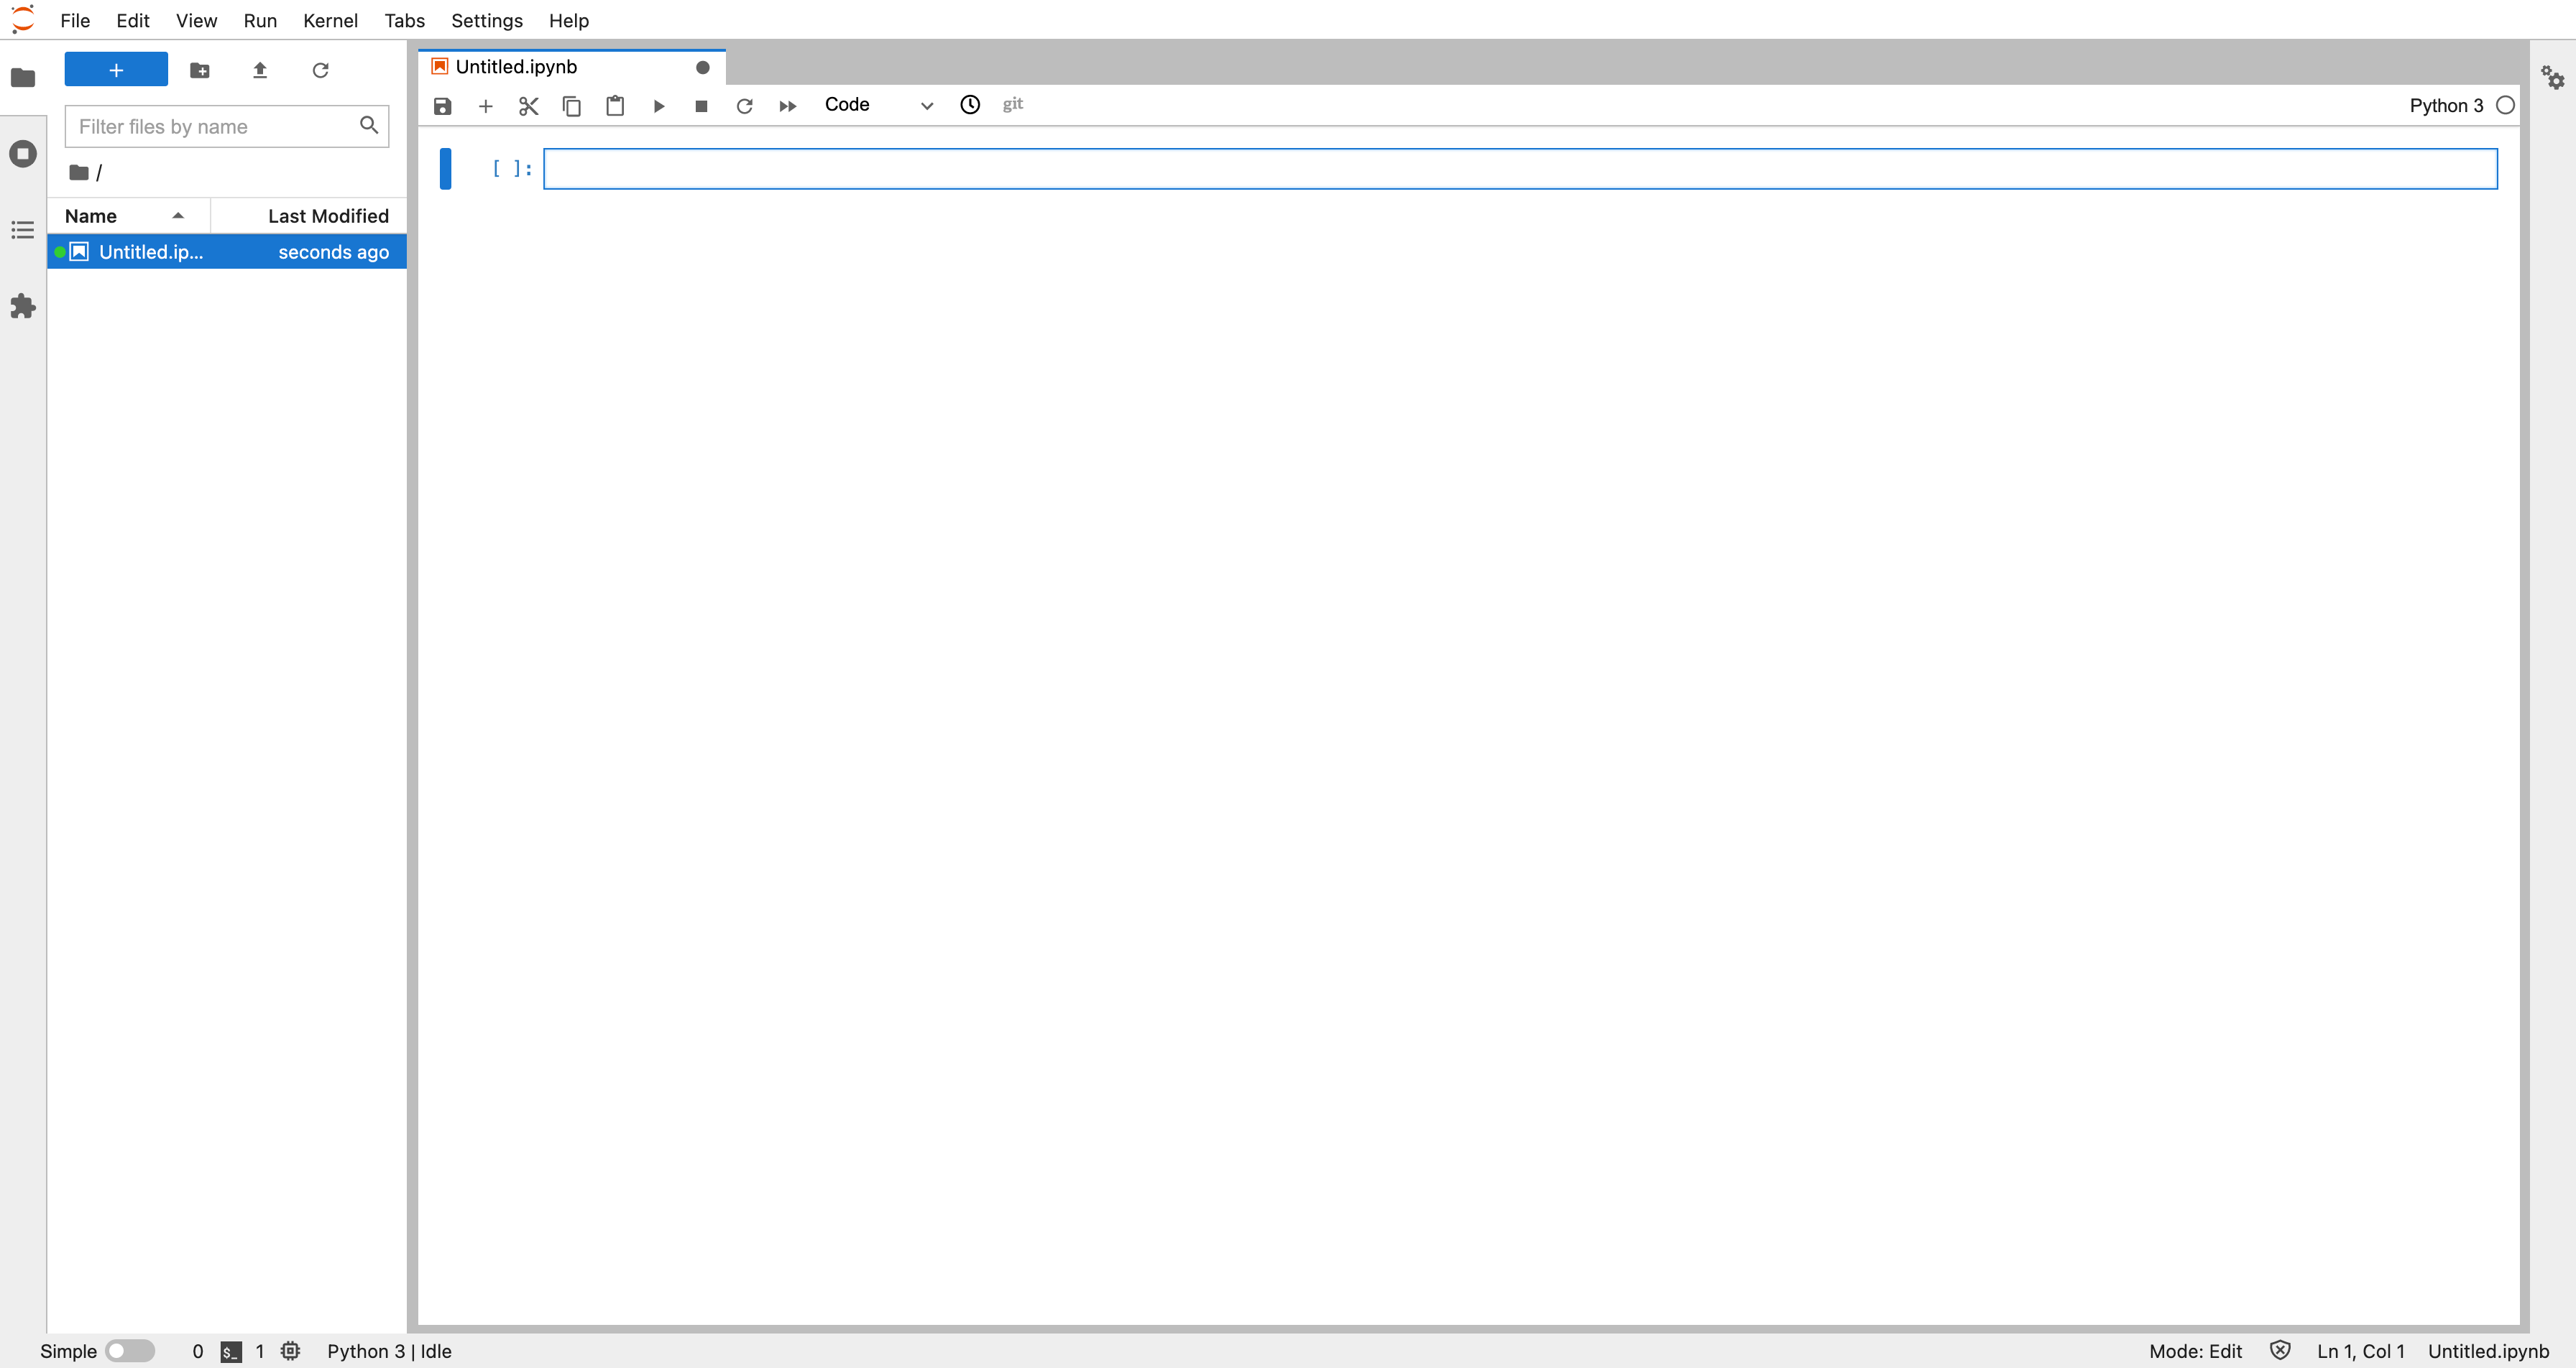 File Edit View Run Kernel Tabs Settings Help
Untitled.ipynb
Code git Python 3
Filter files by name
/
Name Last Modified
Untitled.ip... seconds ago
[ ]:
Simple 0 $_ 1 Python 3 | Idle Mode: Edit Ln 1, Col 1 Untitled.ipynb